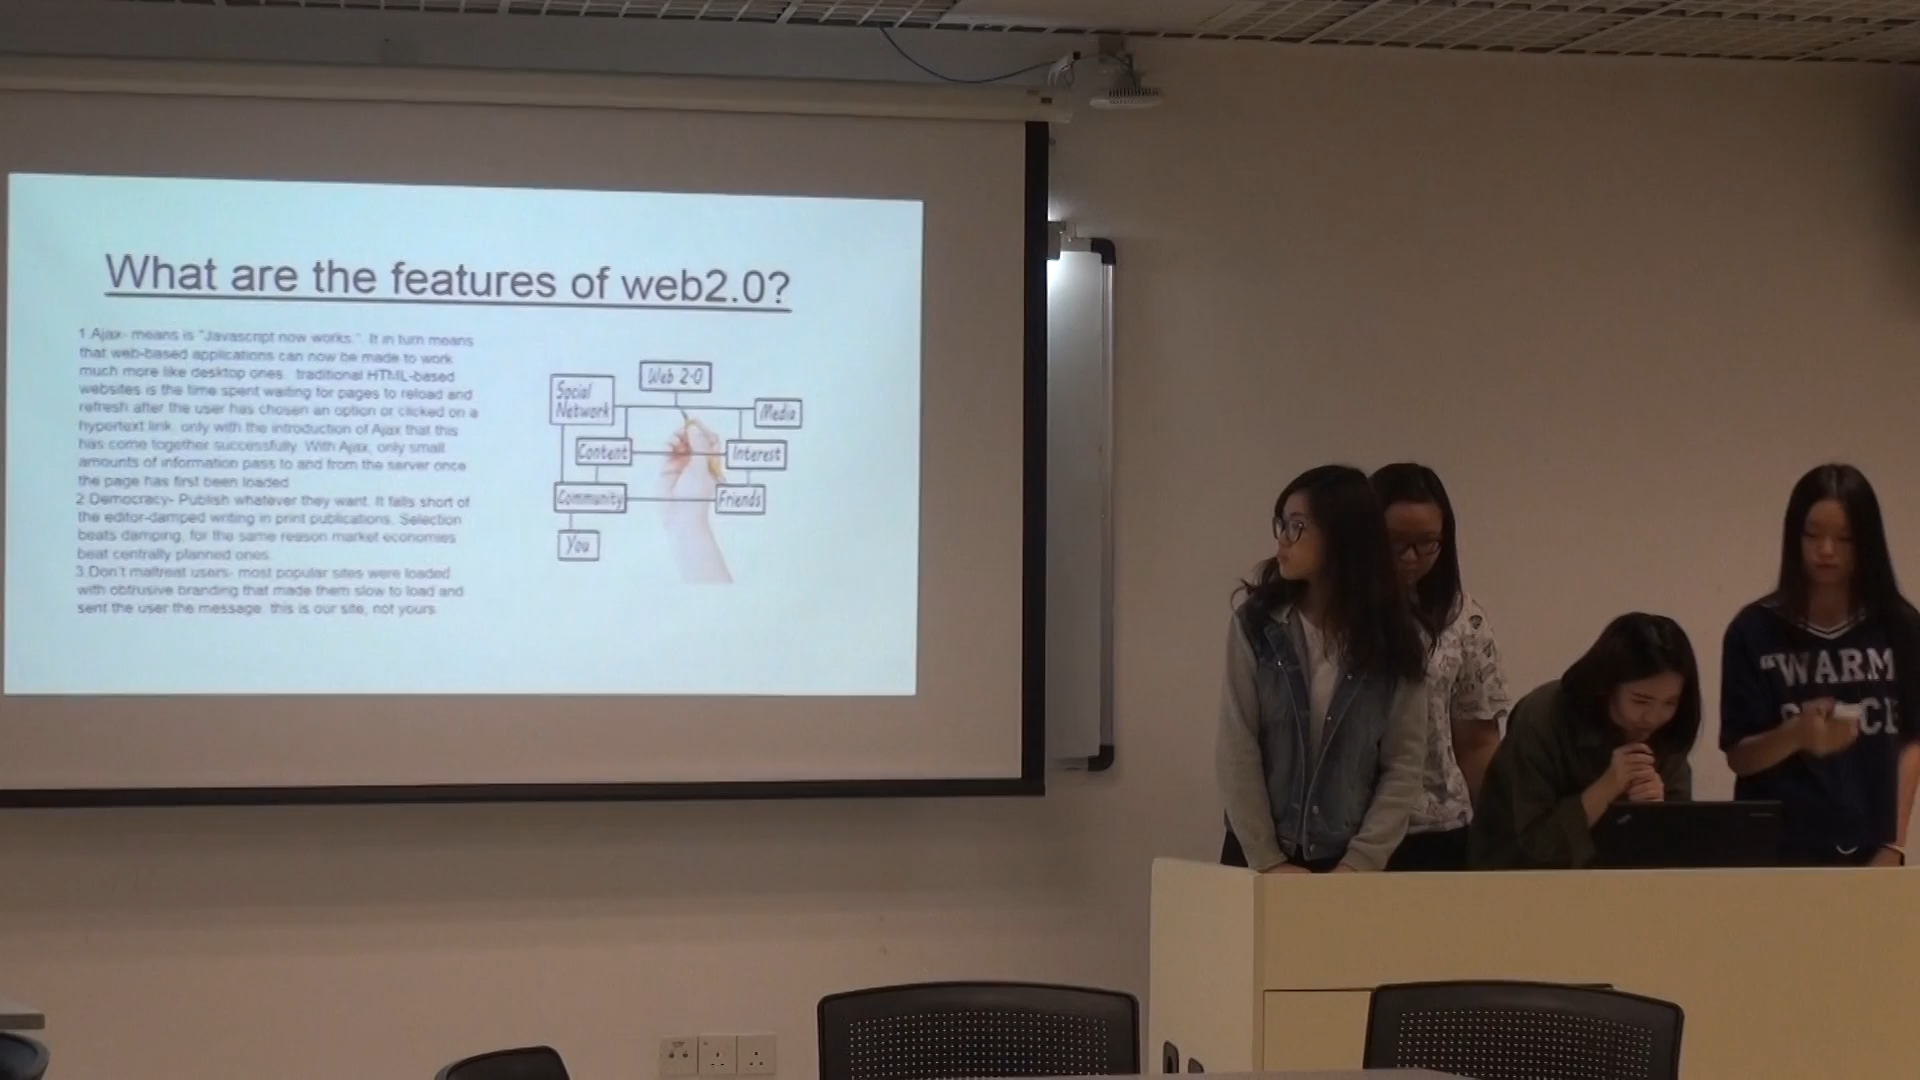 What are the features of web2.0?
1.Ajax- means is "Javascript now works.". It in turn means
that web-based applications can now be made to work
much more like desktop ones. traditional HTML-based
websites is the time spent waiting for pages to reload and
refresh after the user has chosen an option or clicked on a
hypertext link. only with the introduction of Ajax that this
has come together successfully. With Ajax, only small
amounts of information pass to and from the server once
the page has first been loaded
2.Democracy- Publish whatever they want. It falls short of
the editor-damped writing in print publications. Selection
beats damping, for the same reason market economies
beat centrally planned ones.
3.Don't maltreat users- most popular sites were loaded
with obtrusive branding that made them slow to load and
sent the user the message: this is our site, not yours
Web 2.0
Social
Network
Media
Content
Interest
Community
Friends
You
"WARM